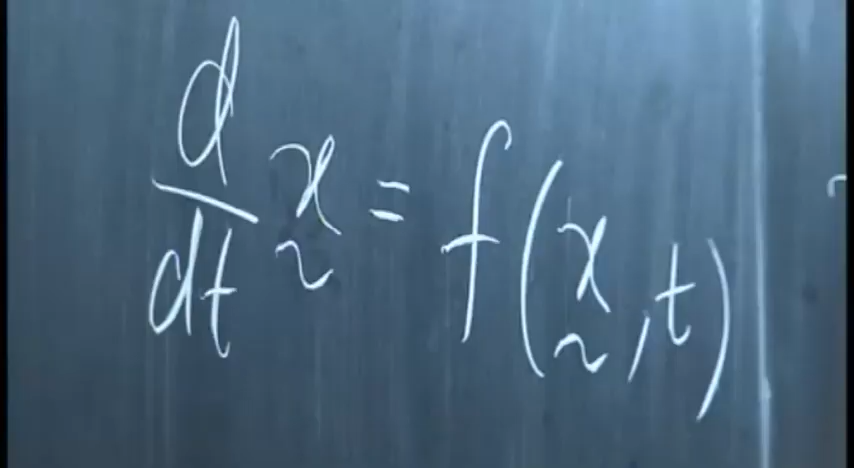 d/dt x̰ = f(x̰, t)